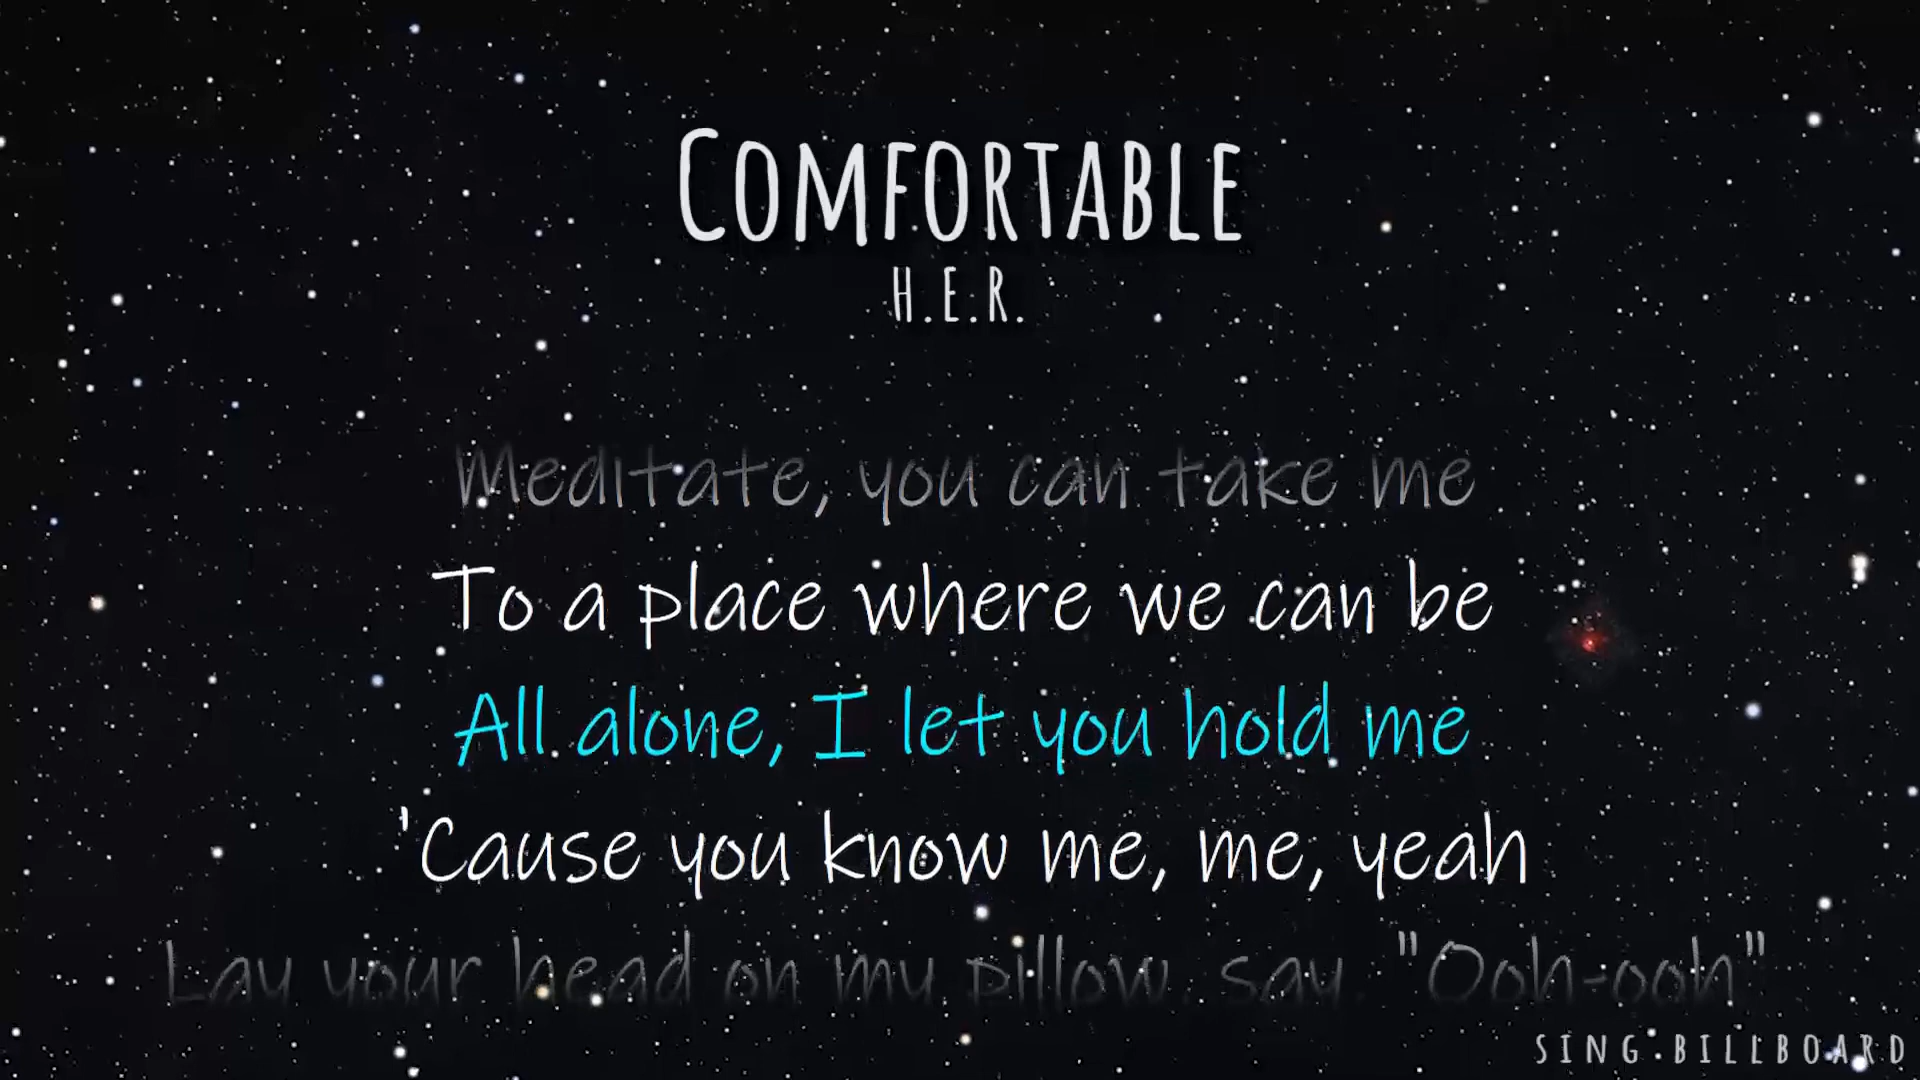 COMFORTABLE
H.E.R.
Meditate, you can take me
To a place where we can be
All alone, I let you hold me
'Cause you know me, me, yeah
Lay your head on my pillow, say, "Ooh-ooh"
SING.BILLBOARD